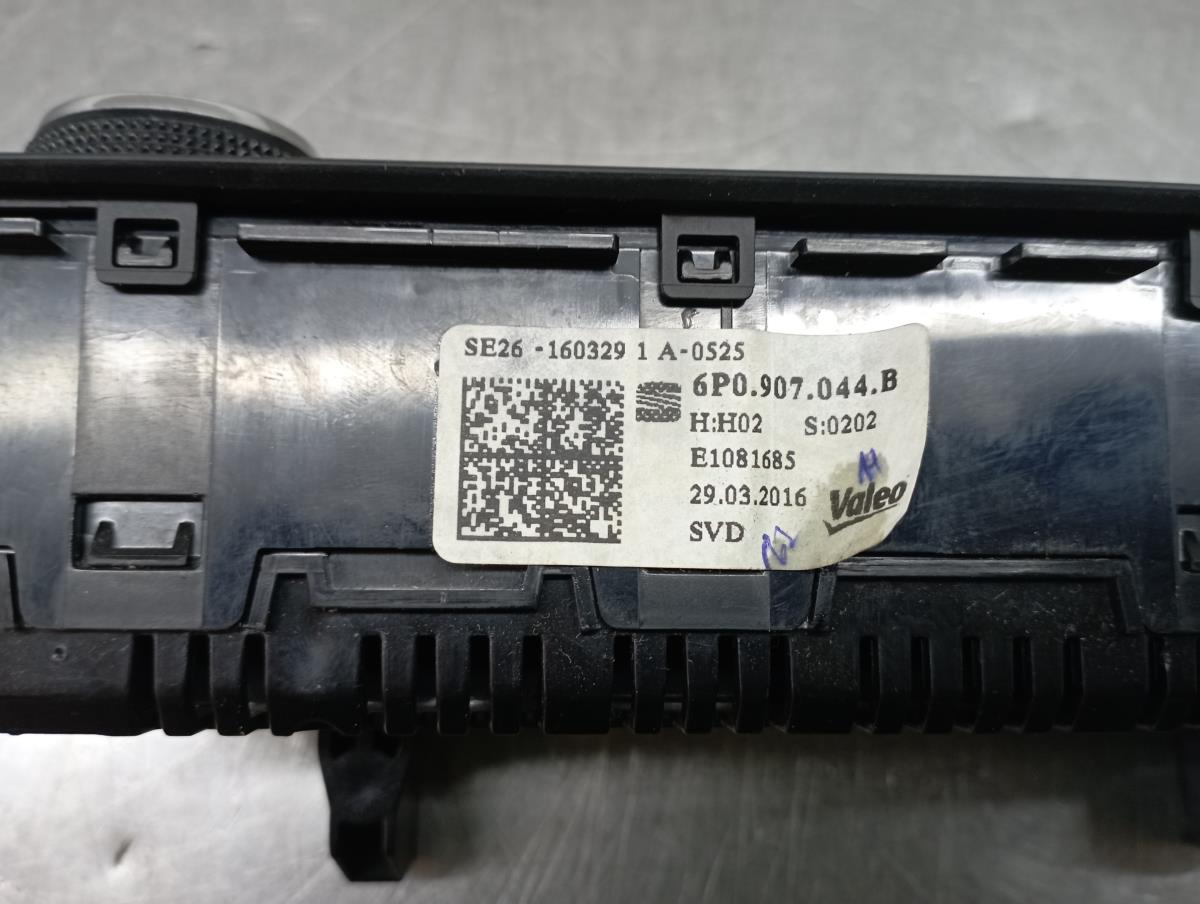 SE26 -160329 1 A-0525
6P0.907.044.B
H:H02 S:0202
E1081685
29.03.2016
Valeo
SVD